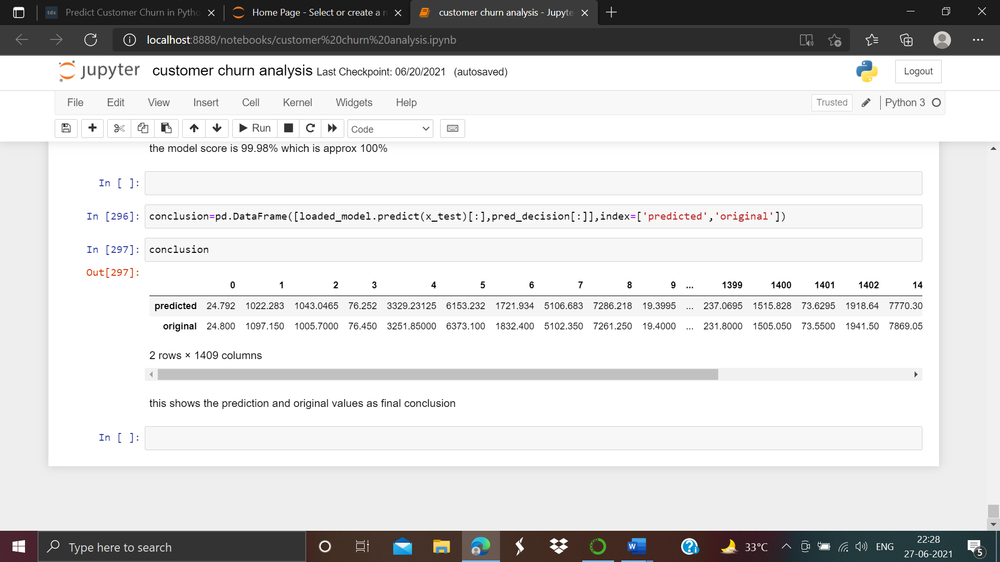 tds Predict Customer Churn in Pytho
Home Page - Select or create a n
customer churn analysis - Jupyte
localhost:8888/notebooks/customer%20churn%20analysis.ipynb
jupyter customer churn analysis Last Checkpoint: 06/20/2021 (autosaved)
Logout
File Edit View Insert Cell Kernel Widgets Help
Trusted Python 3
Run Code
the model score is 99.98% which is approx 100%
In [ ]:
In [296]: conclusion=pd.DataFrame([loaded_model.predict(x_test)[:],pred_decision[:]],index=['predicted','original'])
In [297]: conclusion
Out[297]:
0 1 2 3 4 5 6 7 8 9 ... 1399 1400 1401 1402 14
predicted 24.792 1022.283 1043.0465 76.252 3329.23125 6153.232 1721.934 5106.683 7286.218 19.3995 ... 237.0695 1515.828 73.6295 1918.64 7770.30
original 24.800 1097.150 1005.7000 76.450 3251.85000 6373.100 1832.400 5102.350 7261.250 19.4000 ... 231.8000 1505.050 73.5500 1941.50 7869.05
2 rows × 1409 columns
this shows the prediction and original values as final conclusion
In [ ]:
Type here to search
W
33°C
ENG
22:28
27-06-2021
5